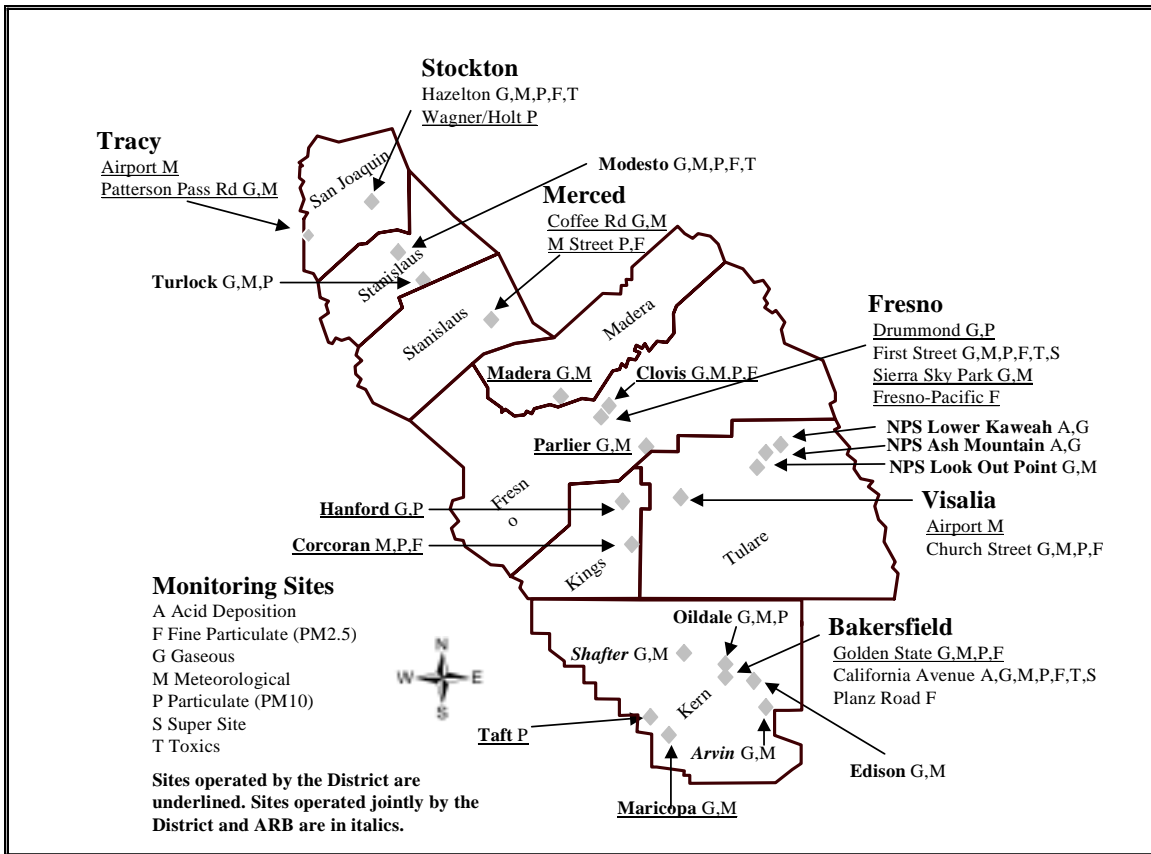 Stockton
Hazelton G,M,P,F,T
Wagner/Holt P
Tracy
Airport M
Patterson Pass Rd G,M
San Joaquin
Modesto G,M,P,F,T
Merced
Coffee Rd G,M
M Street P,F
Stanislaus
Turlock G,M,P
Stanislaus
Madera
Fresno
Drummond G,P
First Street G,M,P,F,T,S
Sierra Sky Park G,M
Fresno-Pacific F
Madera G,M
Clovis G,M,P,F
NPS Lower Kaweah A,G
NPS Ash Mountain A,G
NPS Look Out Point G,M
Parlier G,M
Fresn
o
Hanford G,P
Visalia
Airport M
Church Street G,M,P,F
Corcoran M,P,F
Kings
Tulare
Monitoring Sites
A Acid Deposition
F Fine Particulate (PM2.5)
G Gaseous
M Meteorological
P Particulate (PM10)
S Super Site
T Toxics
Sites operated by the District are
underlined. Sites operated jointly by the
District and ARB are in italics.
N
W E
S
Oildale G,M,P
Shafter G,M
Bakersfield
Golden State G,M,P,F
California Avenue A,G,M,P,F,T,S
Planz Road F
Kern
Taft P
Arvin G,M
Edison G,M
Maricopa G,M